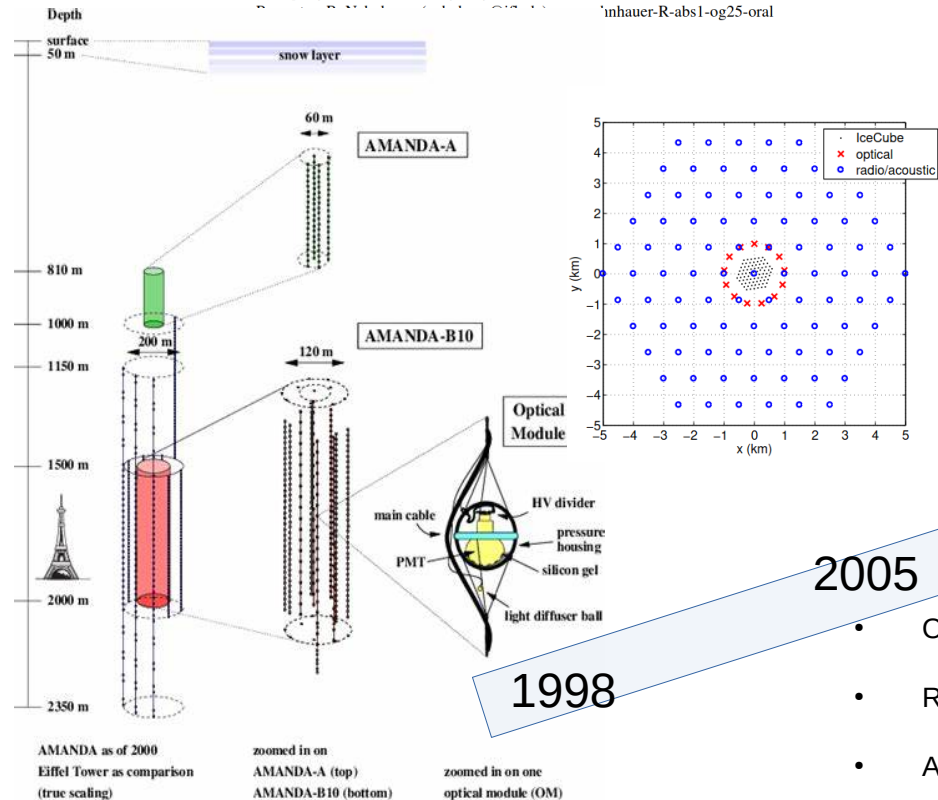 hnhauer-R-abs1-og25-oral
Depth
surface
50 m
snow layer
60 m
AMANDA-A
810 m
1000 m
200 m
AMANDA-B10
1150 m
120 m
Optical
Module
1500 m
HV divider
main cable
pressure
housing
PMT
silicon gel
2000 m
light diffuser ball
2350 m
AMANDA as of 2000
Eiffel Tower as comparison
(true scaling)
zoomed in on
AMANDA-A (top)
AMANDA-B10 (bottom)
zoomed in on one
optical module (OM)
IceCube
optical
radio/acoustic
5
4
3
2
1
0
−1
−2
−3
−4
−5
y (km)
−5 −4 −3 −2 −1 0 1 2 3 4 5
x (km)
2005
1998
• C
• R
• A